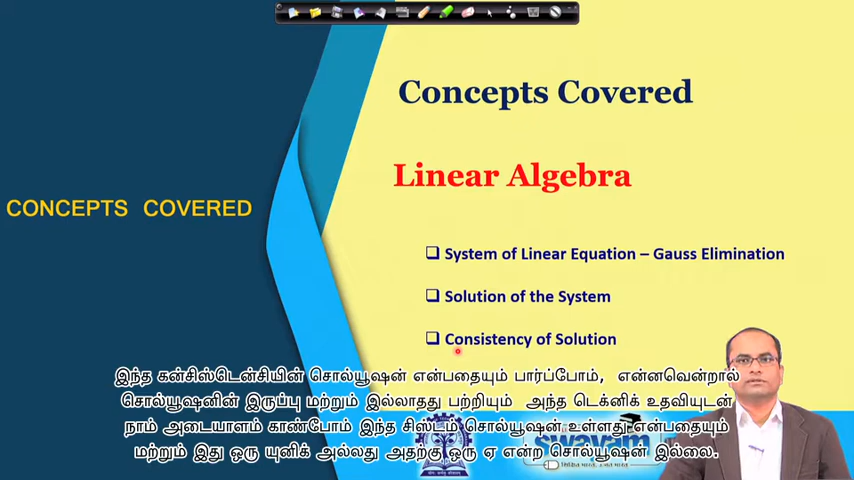 Concepts Covered
Linear Algebra
CONCEPTS COVERED
❑ System of Linear Equation – Gauss Elimination
❑ Solution of the System
❑ Consistency of Solution
இந்த கன்சிஸ்டென்சியின் சொல்யூஷன் என்பதையும் பார்ப்போம், என்னவென்றால்
சொல்யூஷனின் இருப்பு மற்றும் இல்லாதது பற்றியும் அந்த டெக்னிக் உதவியுடன்
நாம் அடையாளம் காண்போம் இந்த சிஸ்டம் சொல்யூஷன் உள்ளது என்பதையும்
மற்றும் இது ஒரு யுனிக் அல்லது அதற்கு ஒரு ஏ என்ற சொல்யூஷன் இல்லை.
swayam